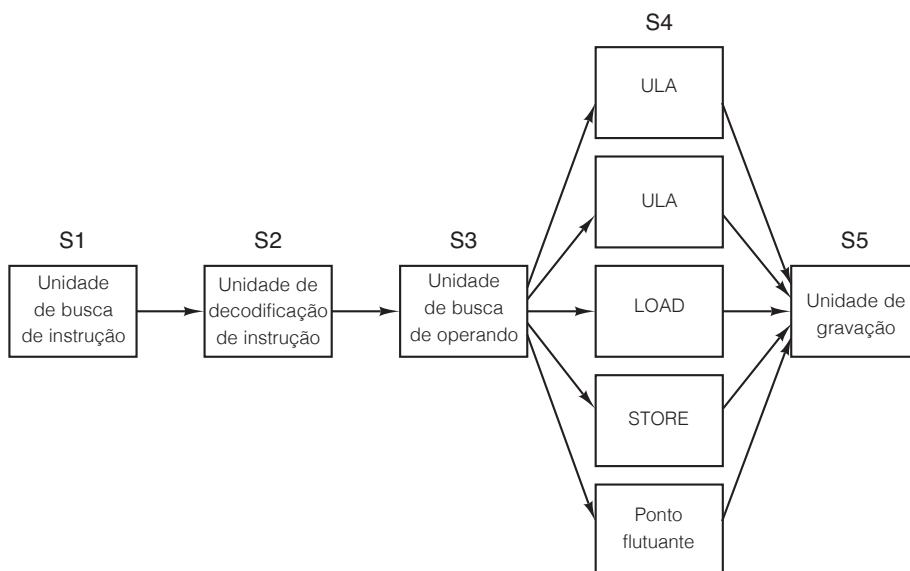 S4
ULA
ULA
S1
S2
S3
S5
Unidade
de busca
de instrução
Unidade de
decodificação
de instrução
Unidade
de busca
de operando
LOAD
Unidade de
gravação
STORE
Ponto
flutuante